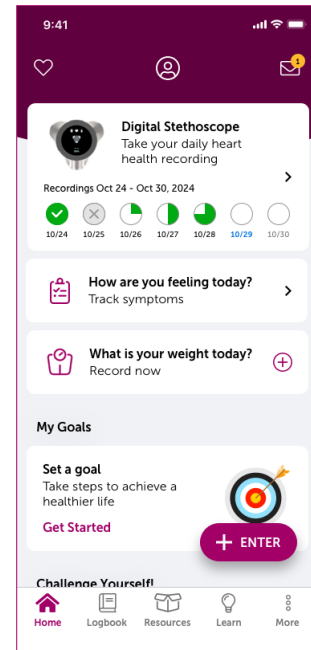 9:41
1
Digital Stethoscope
Take your daily heart
health recording
Recordings Oct 24 - Oct 30, 2024
10/24 10/25 10/26 10/27 10/28 10/29 10/30
How are you feeling today?
Track symptoms
What is your weight today?
Record now
My Goals
Set a goal
Take steps to achieve a
healthier life
Get Started
ENTER
Challenge Yourself!
Home Logbook Resources Learn More